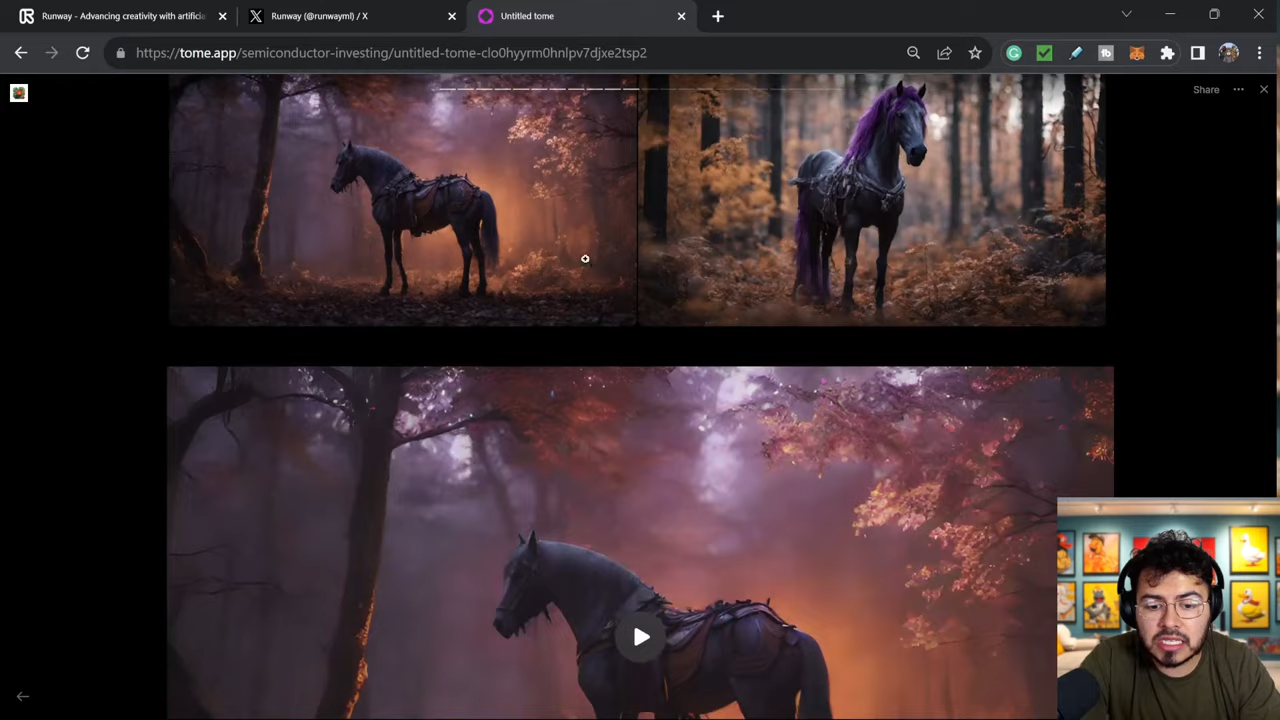 Runway - Advancing creativity with artificia
Runway (@runwayml) / X
Untitled tome
https://tome.app/semiconductor-investing/untitled-tome-clo0hyyrm0hnlpv7djxe2tsp2
Share